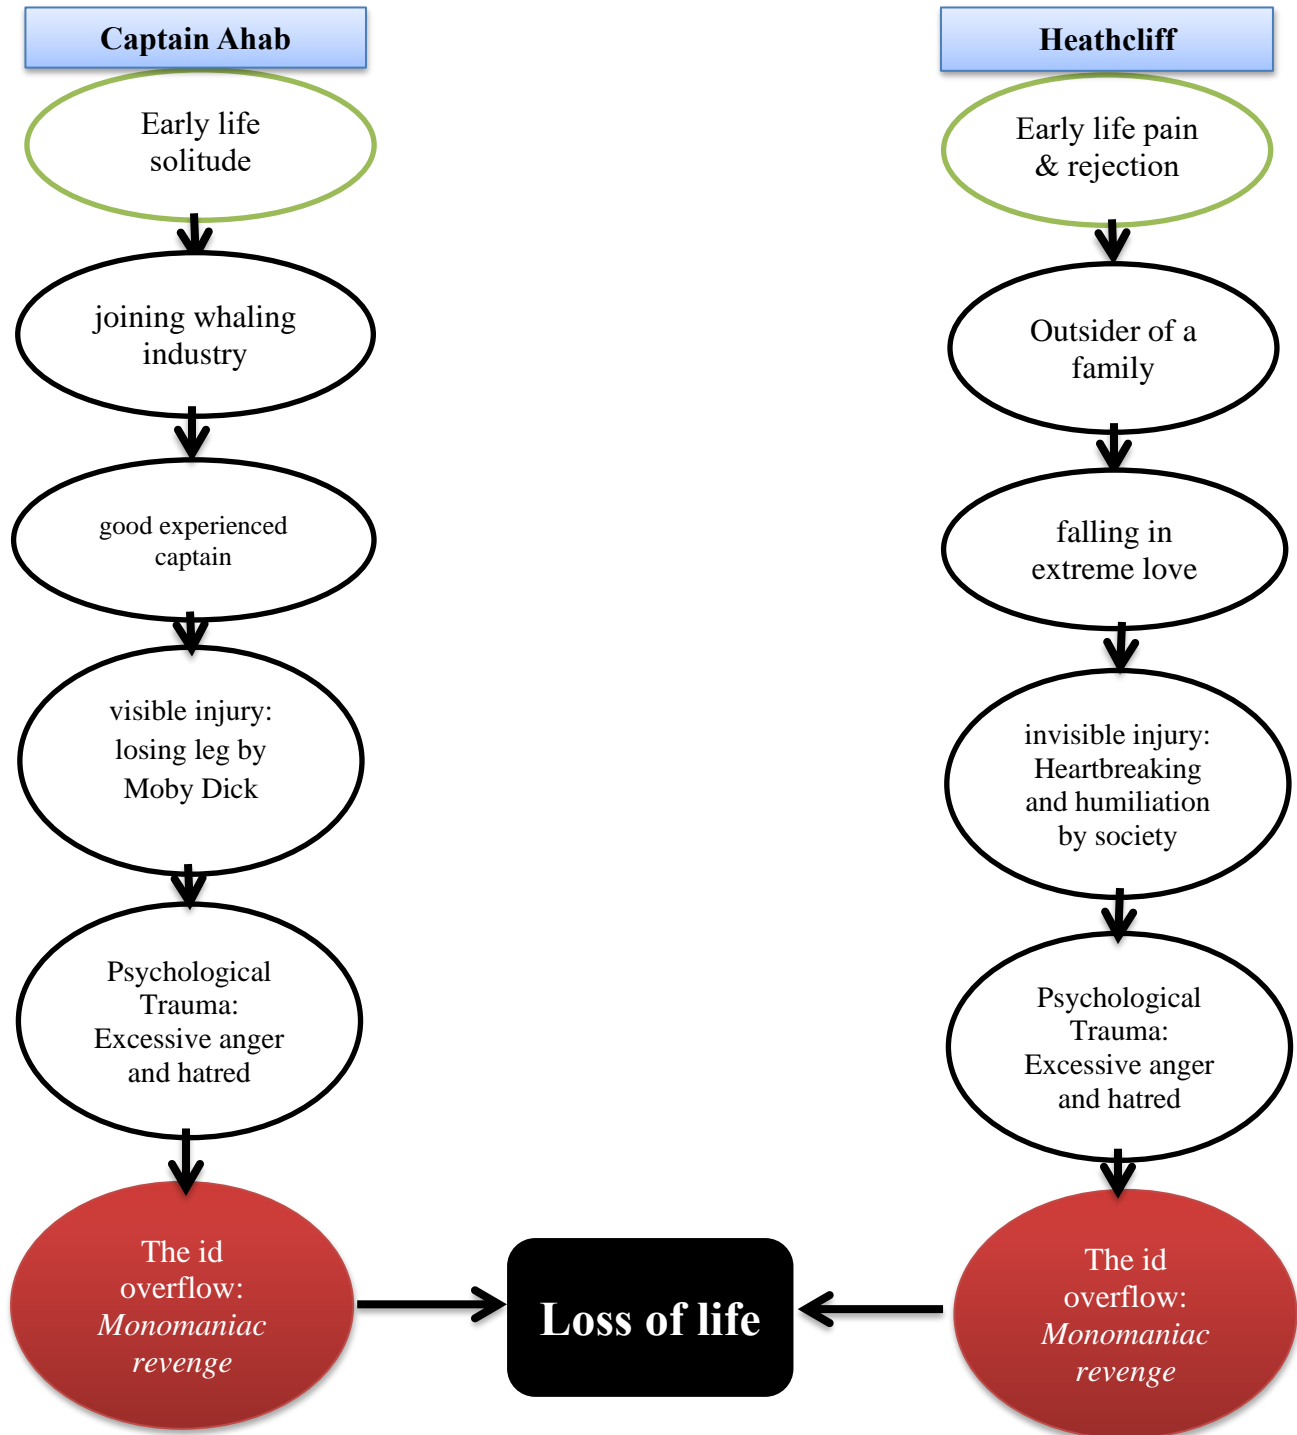 Captain Ahab
Early life
solitude
joining whaling
industry
good experienced
captain
visible injury:
losing leg by
Moby Dick
Psychological
Trauma:
Excessive anger
and hatred
The id
overflow:
Monomaniac
revenge
Heathcliff
Early life pain
& rejection
Outsider of a
family
falling in
extreme love
invisible injury:
Heartbreaking
and humiliation
by society
Psychological
Trauma:
Excessive anger
and hatred
The id
overflow:
Monomaniac
revenge
Loss of life